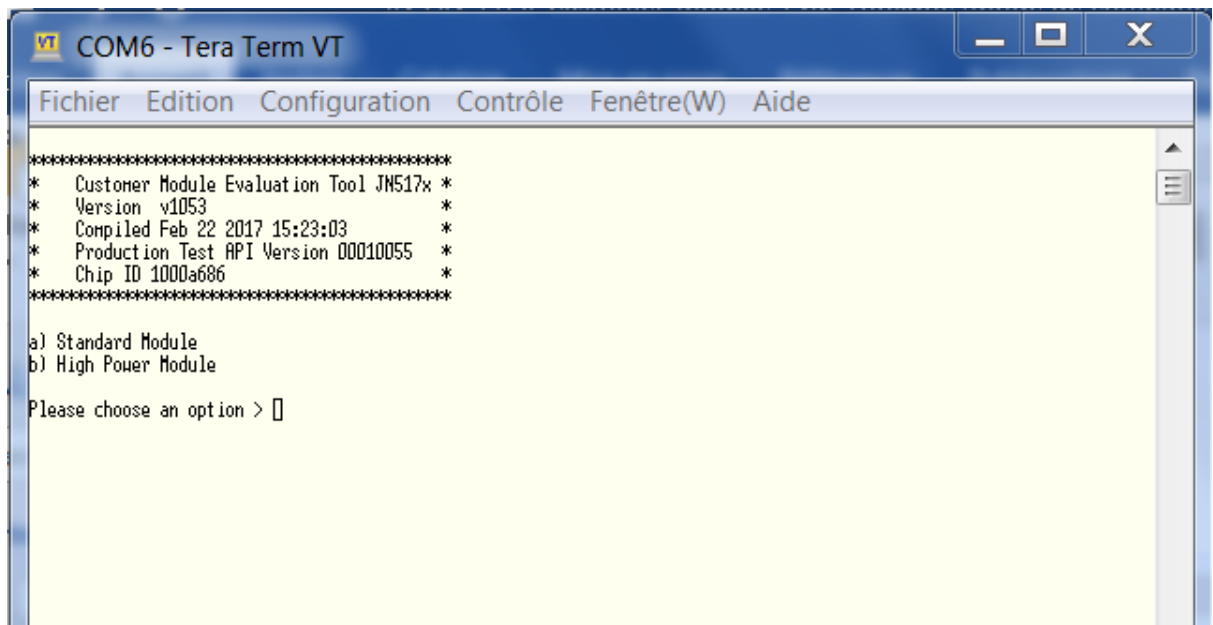 COM6 - Tera Term VT
Fichier Edition Configuration Contrôle Fenêtre(W) Aide
**********************************************
* Customer Module Evaluation Tool JN517x *
* Version v1053 *
* Compiled Feb 22 2017 15:23:03 *
* Production Test API Version 00010055 *
* Chip ID 1000a686 *
**********************************************
a) Standard Module
b) High Power Module
Please choose an option >